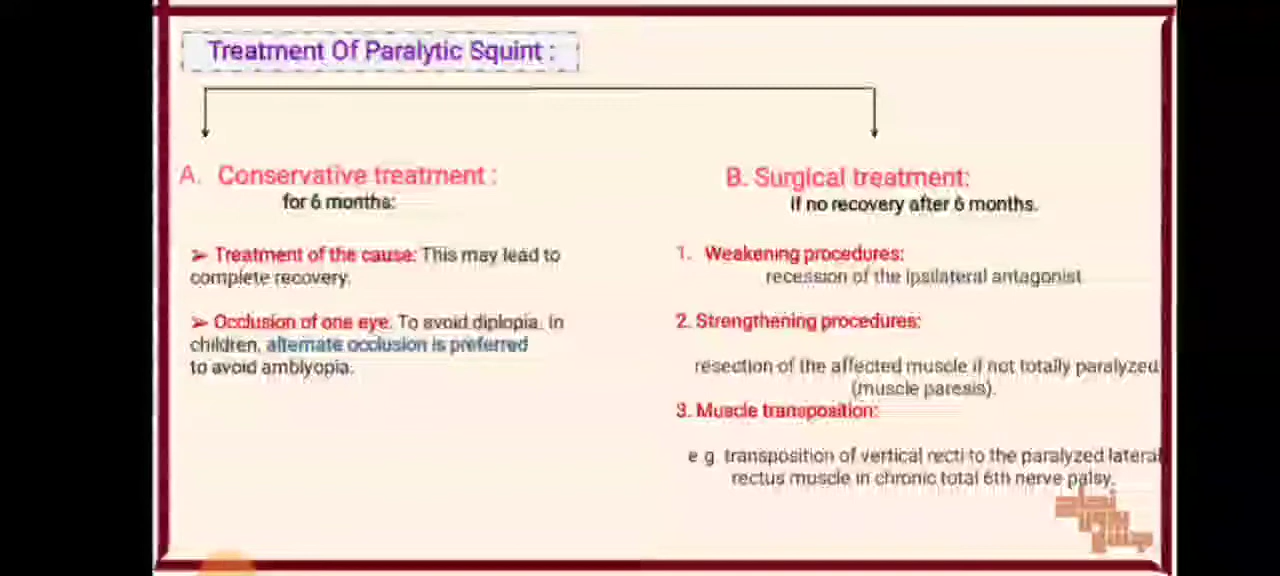 Treatment Of Paralytic Squint :
A. Conservative treatment :
for 6 months:
➢ Treatment of the cause: This may lead to
complete recovery.
➢ Occlusion of one eye: To avoid diplopia. In
children, alternate occlusion is preferred
to avoid amblyopia.
B. Surgical treatment:
If no recovery after 6 months.
1. Weakening procedures:
recession of the ipsilateral antagonist
2. Strengthening procedures:
resection of the affected muscle if not totally paralyzed
(muscle paresis).
3. Muscle transposition:
e g transposition of vertical recti to the paralyzed lateral
rectus muscle in chronic total 6th nerve palsy.